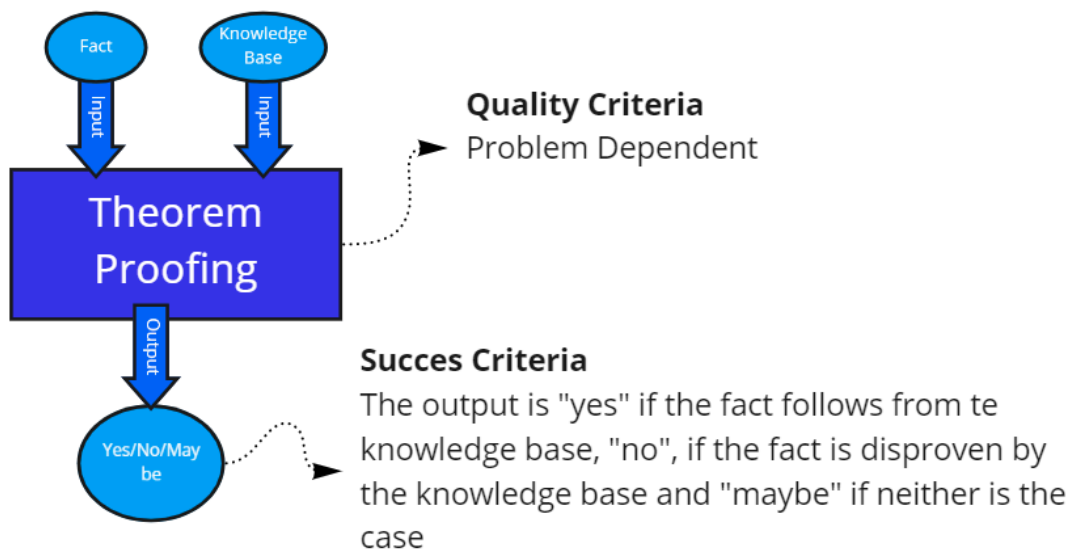 Fact
Knowledge
Base
Input
Input
Quality Criteria
Problem Dependent
Theorem
Proofing
Output
Succes Criteria
The output is "yes" if the fact follows from te
knowledge base, "no", if the fact is disproven by
the knowledge base and "maybe" if neither is the
case
Yes/No/May
be